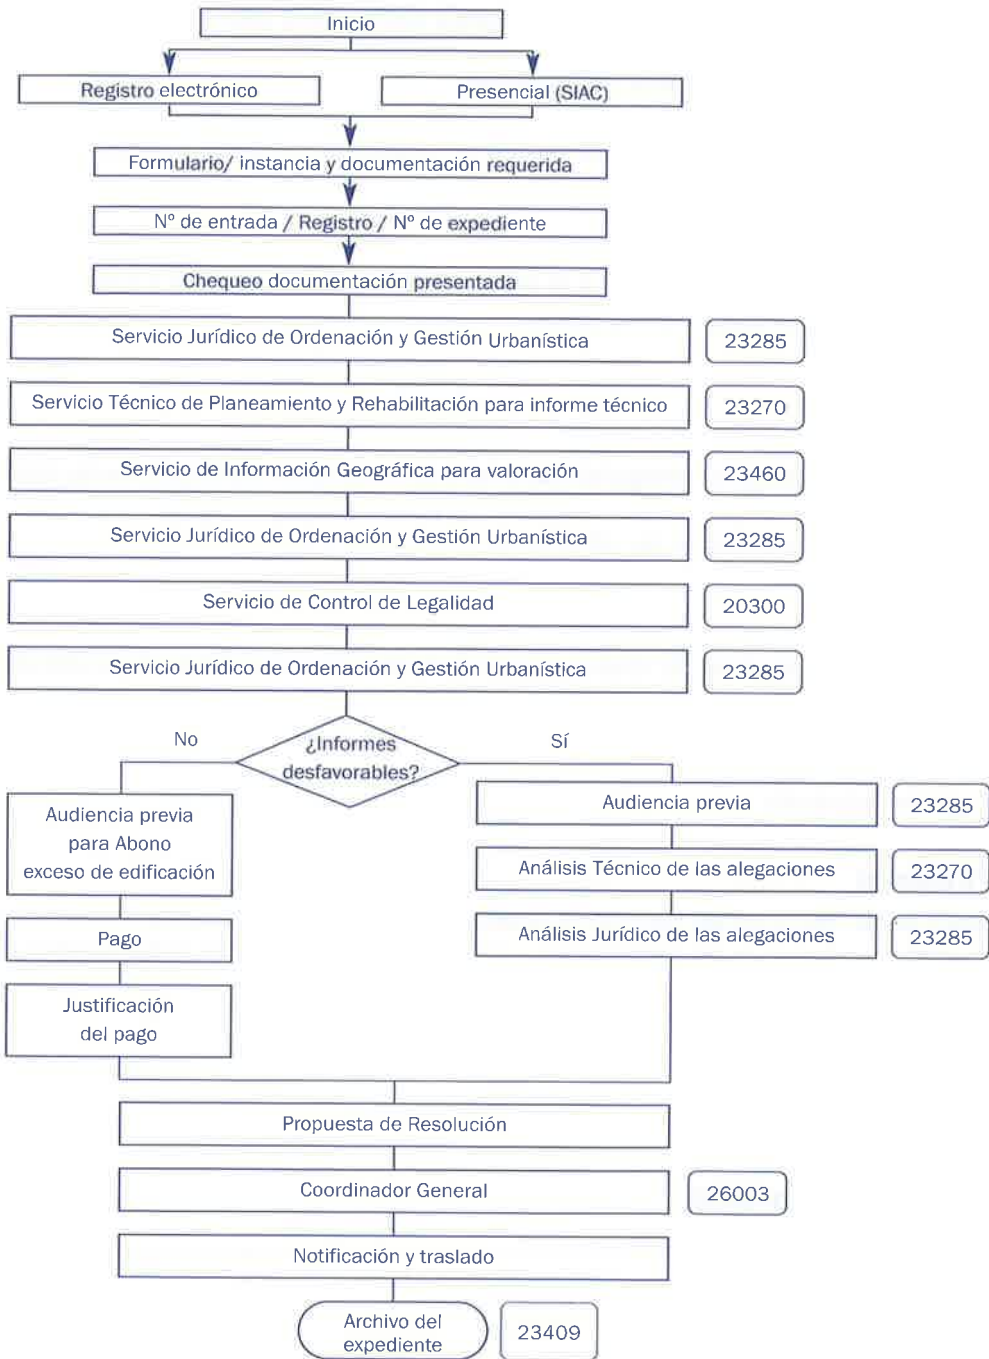 Inicio
Registro electrónico
Presencial (SIAC)
Formulario/ instancia y documentación requerida
Nº de entrada / Registro / Nº de expediente
Chequeo documentación presentada
Servicio Jurídico de Ordenación y Gestión Urbanística
23285
Servicio Técnico de Planeamiento y Rehabilitación para informe técnico
23270
Servicio de Información Geográfica para valoración
23460
Servicio Jurídico de Ordenación y Gestión Urbanística
23285
Servicio de Control de Legalidad
20300
Servicio Jurídico de Ordenación y Gestión Urbanística
23285
¿Informes
desfavorables?
No
Sí
Audiencia previa
para Abono
exceso de edificación
Pago
Justificación
del pago
Audiencia previa
23285
Análisis Técnico de las alegaciones
23270
Análisis Jurídico de las alegaciones
23285
Propuesta de Resolución
Coordinador General
26003
Notificación y traslado
Archivo del
expediente
23409